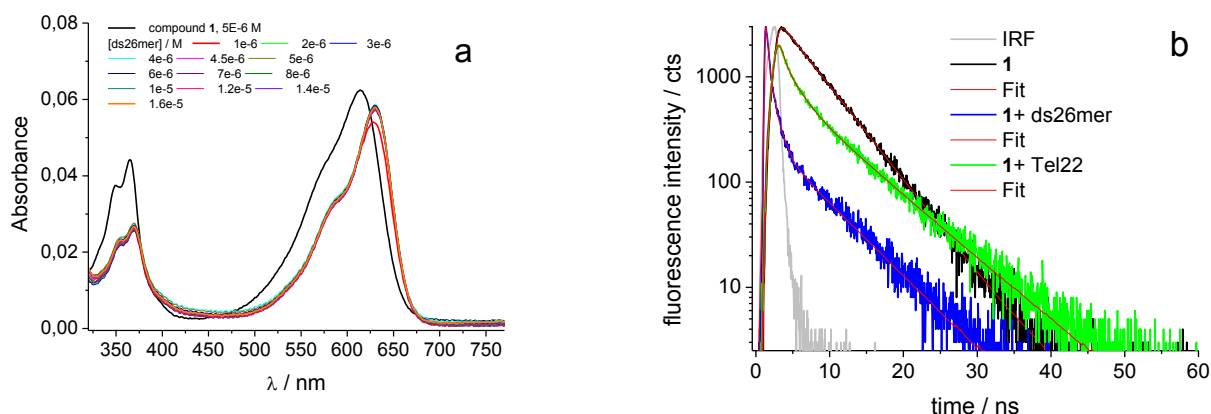 0,08
compound 1, 5E-6 M
[ds26mer] / M 1e-6 2e-6 3e-6
4e-6 4.5e-6 5e-6
6e-6 7e-6 8e-6
1e-5 1.2e-5 1.4e-5
1.6e-5
a
0,06
0,04
0,02
0,00
Absorbance
350 400 450 500 550 600 650 700 750
λ / nm
b
IRF
1
Fit
1+ ds26mer
Fit
1+ Tel22
Fit
1000
100
10
fluorescence intensity / cts
0 10 20 30 40 50 60
time / ns